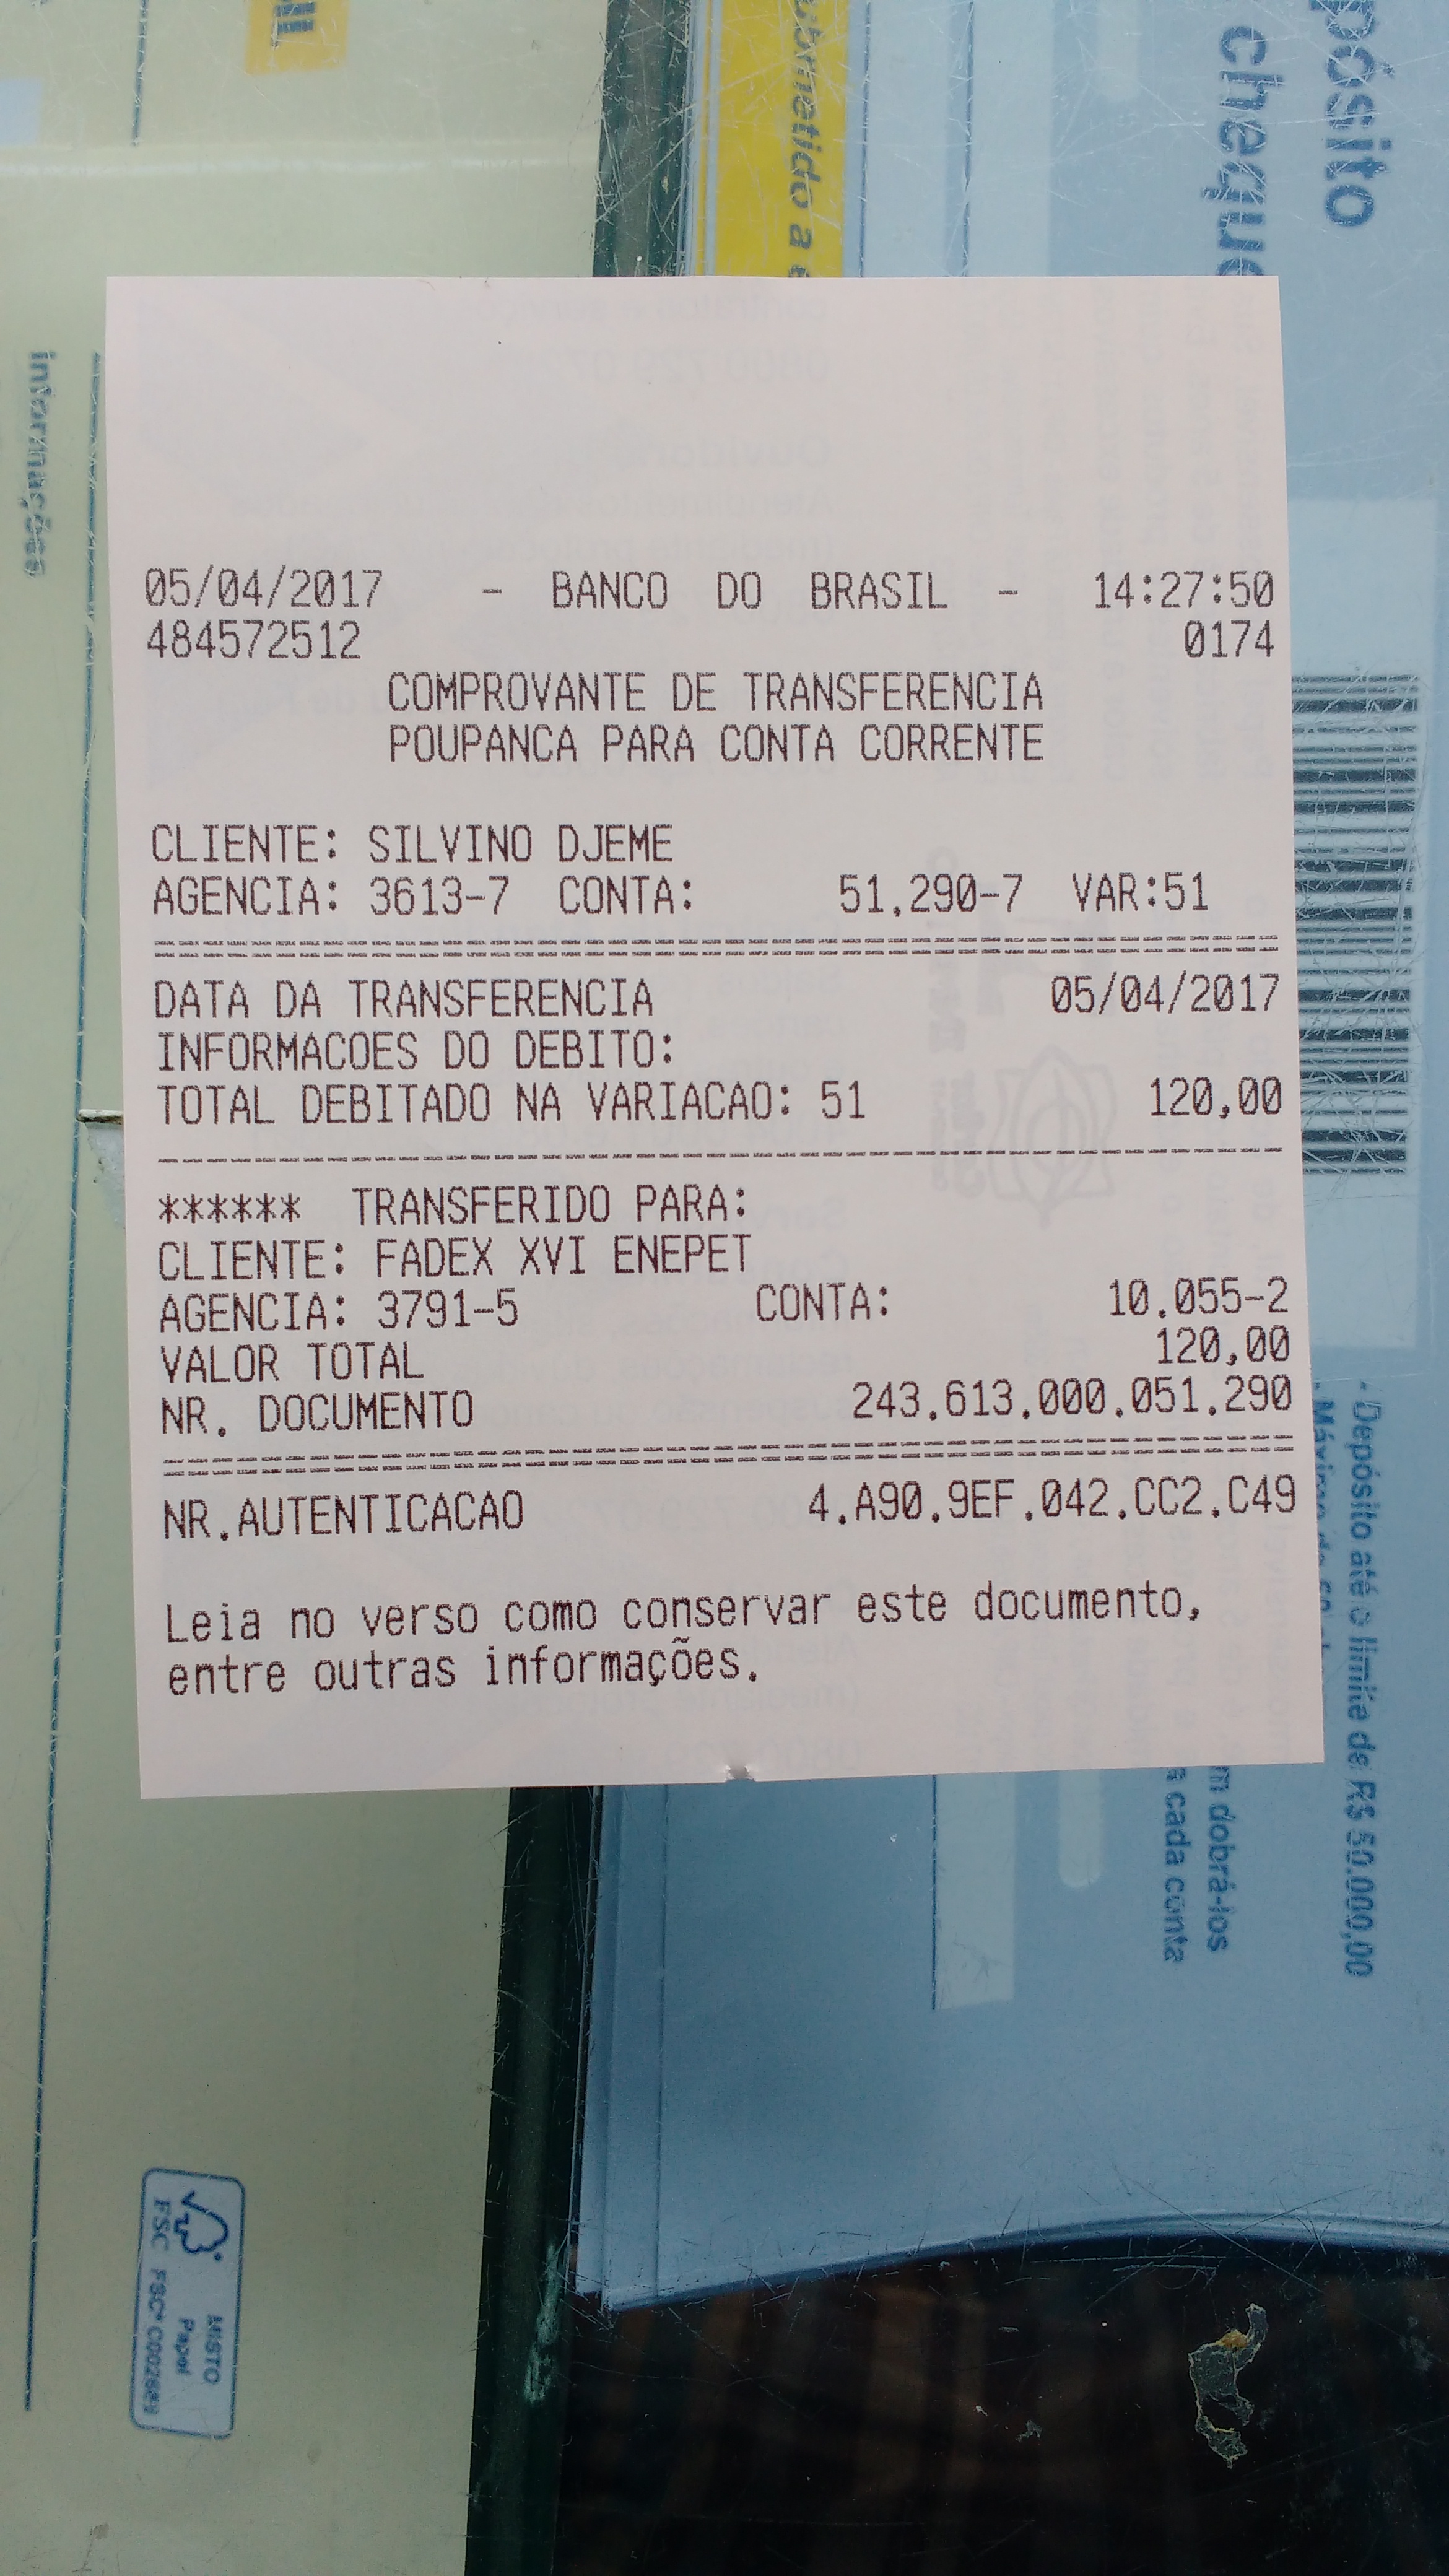 05/04/2017 - BANCO DO BRASIL - 14:27:50
484572512 0174
COMPROVANTE DE TRANSFERENCIA
POUPANCA PARA CONTA CORRENTE
CLIENTE: SILVINO DJEME
AGENCIA: 3613-7 CONTA: 51.290-7 VAR:51
DATA DA TRANSFERENCIA 05/04/2017
INFORMACOES DO DEBITO:
TOTAL DEBITADO NA VARIACAO: 51 120,00
****** TRANSFERIDO PARA:
CLIENTE: FADEX XVI ENEPET
AGENCIA: 3791-5 CONTA: 10.055-2
VALOR TOTAL 120,00
NR. DOCUMENTO 243.613.000.051.290
NR.AUTENTICACAO 4.A90.9EF.042.CC2.C49
Leia no verso como conservar este documento,
entre outras informações.
pósito
cheque
informações
- Depósito até o limite de R$ 50.000,00
dobrá-los
cada conta
MISTO
Papel
FSC FSC® C002689